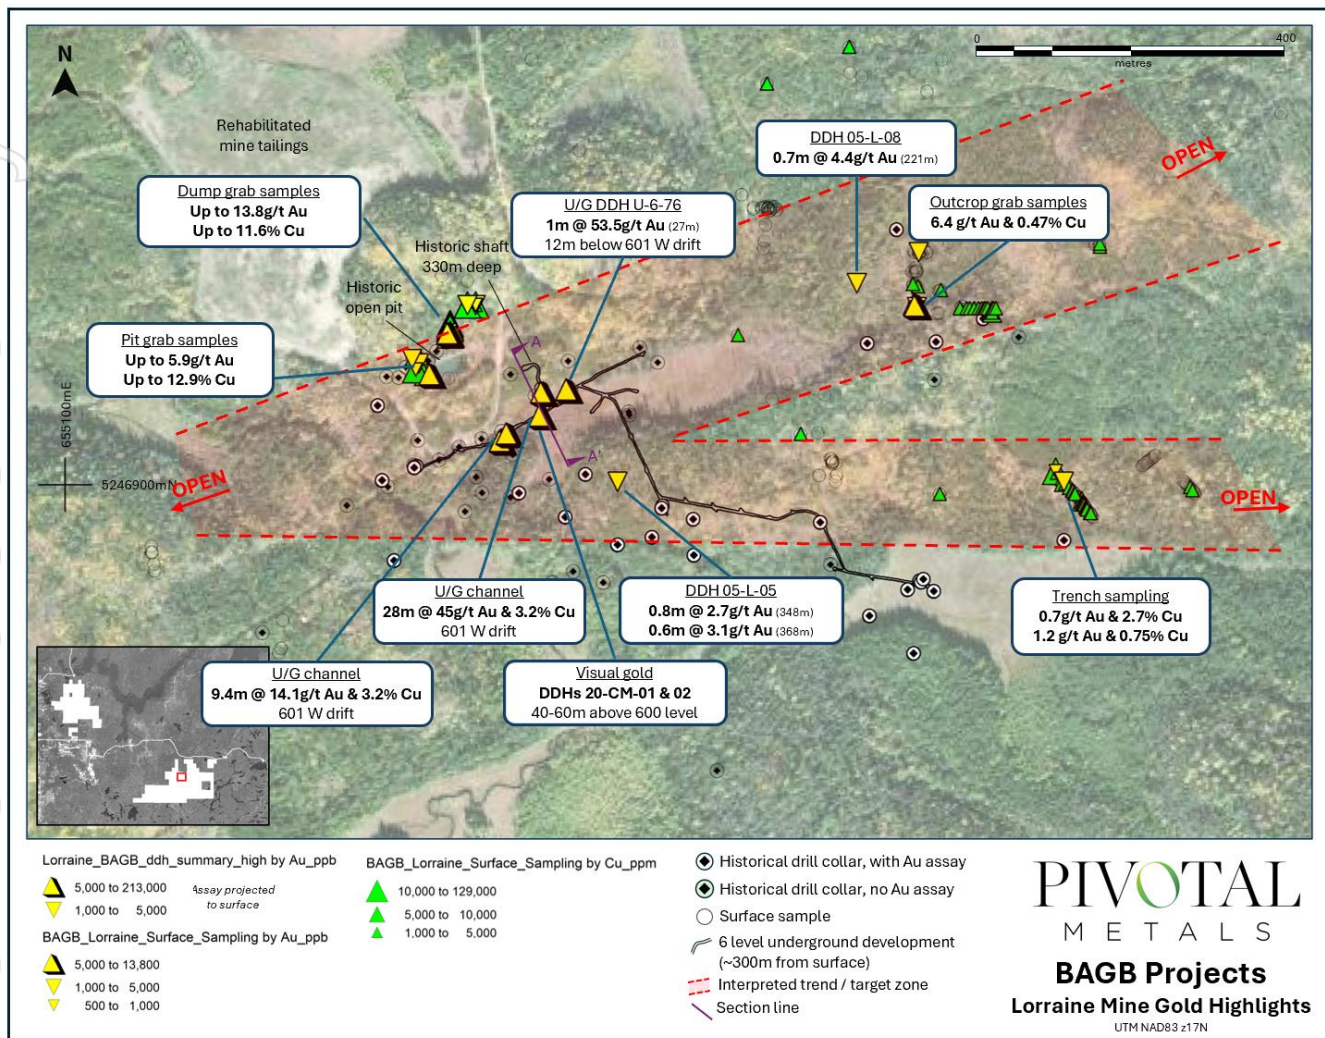 N
0 400
metres
Rehabilitated
mine tailings
DDH 05-L-08
0.7m @ 4.4g/t Au (221m)
OPEN
Dump grab samples
Up to 13.8g/t Au
Up to 11.6% Cu
U/G DDH U-6-76
1m @ 53.5g/t Au (27m)
12m below 601 W drift
Outcrop grab samples
6.4 g/t Au & 0.47% Cu
Historic shaft
330m deep
Historic
open pit
Pit grab samples
Up to 5.9g/t Au
Up to 12.9% Cu
A
A'
655100mE
5246900mN
OPEN
OPEN
U/G channel
28m @ 45g/t Au & 3.2% Cu
601 W drift
DDH 05-L-05
0.8m @ 2.7g/t Au (348m)
0.6m @ 3.1g/t Au (368m)
Trench sampling
0.7g/t Au & 2.7% Cu
1.2 g/t Au & 0.75% Cu
U/G channel
9.4m @ 14.1g/t Au & 3.2% Cu
601 W drift
Visual gold
DDHs 20-CM-01 & 02
40-60m above 600 level
Lorraine_BAGB_ddh_summary_high by Au_ppb
5,000 to 213,000
1,000 to 5,000
Assay projected
to surface
BAGB_Lorraine_Surface_Sampling by Au_ppb
5,000 to 13,800
1,000 to 5,000
500 to 1,000
BAGB_Lorraine_Surface_Sampling by Cu_ppm
10,000 to 129,000
5,000 to 10,000
1,000 to 5,000
Historical drill collar, with Au assay
Historical drill collar, no Au assay
Surface sample
6 level underground development
(~300m from surface)
Interpreted trend / target zone
Section line
PIVOTAL
METALS
BAGB Projects
Lorraine Mine Gold Highlights
UTM NAD83 z17N